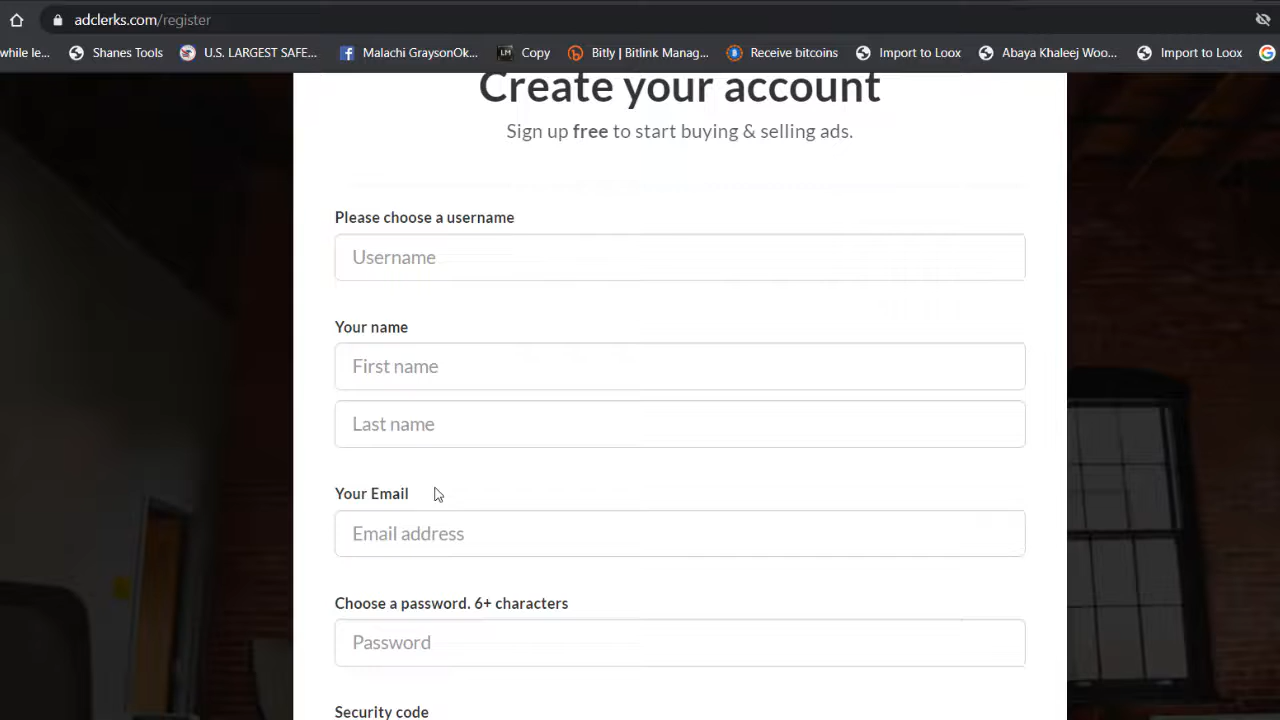 adclerks.com/register
while le... Shanes Tools U.S. LARGEST SAFE... Malachi GraysonOk... LM Copy Bitly | Bitlink Manag... Receive bitcoins Import to Loox Abaya Khaleej Woo... Import to Loox
Create your account
Sign up free to start buying & selling ads.
Please choose a username
Username
Your name
First name
Last name
Your Email
Email address
Choose a password. 6+ characters
Password
Security code